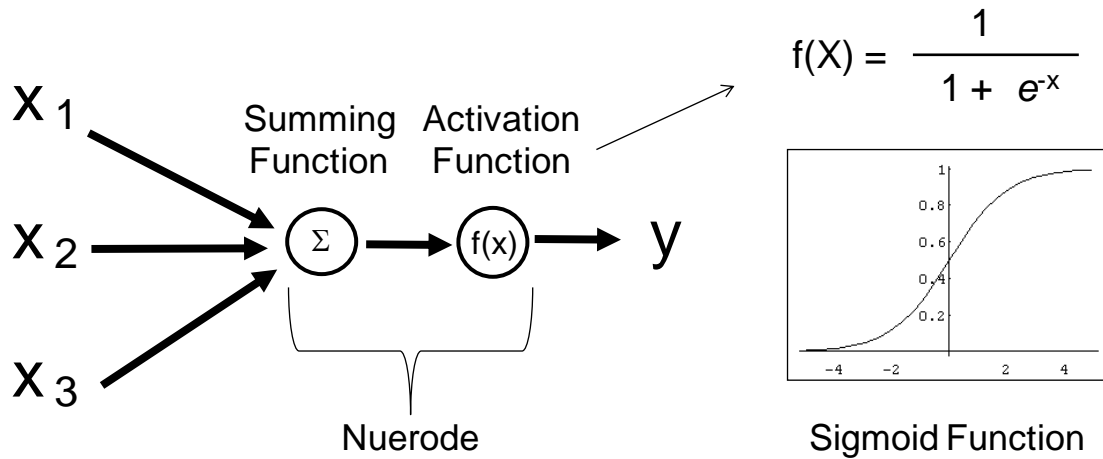 x 1
x 2
x 3
Summing
Function
Activation
Function
Σ
f(x)
y
Nuerode
f(X) = 1
1 + e-x
1
0.8
0.6
0.4
0.2
-4 -2 2 4
Sigmoid Function